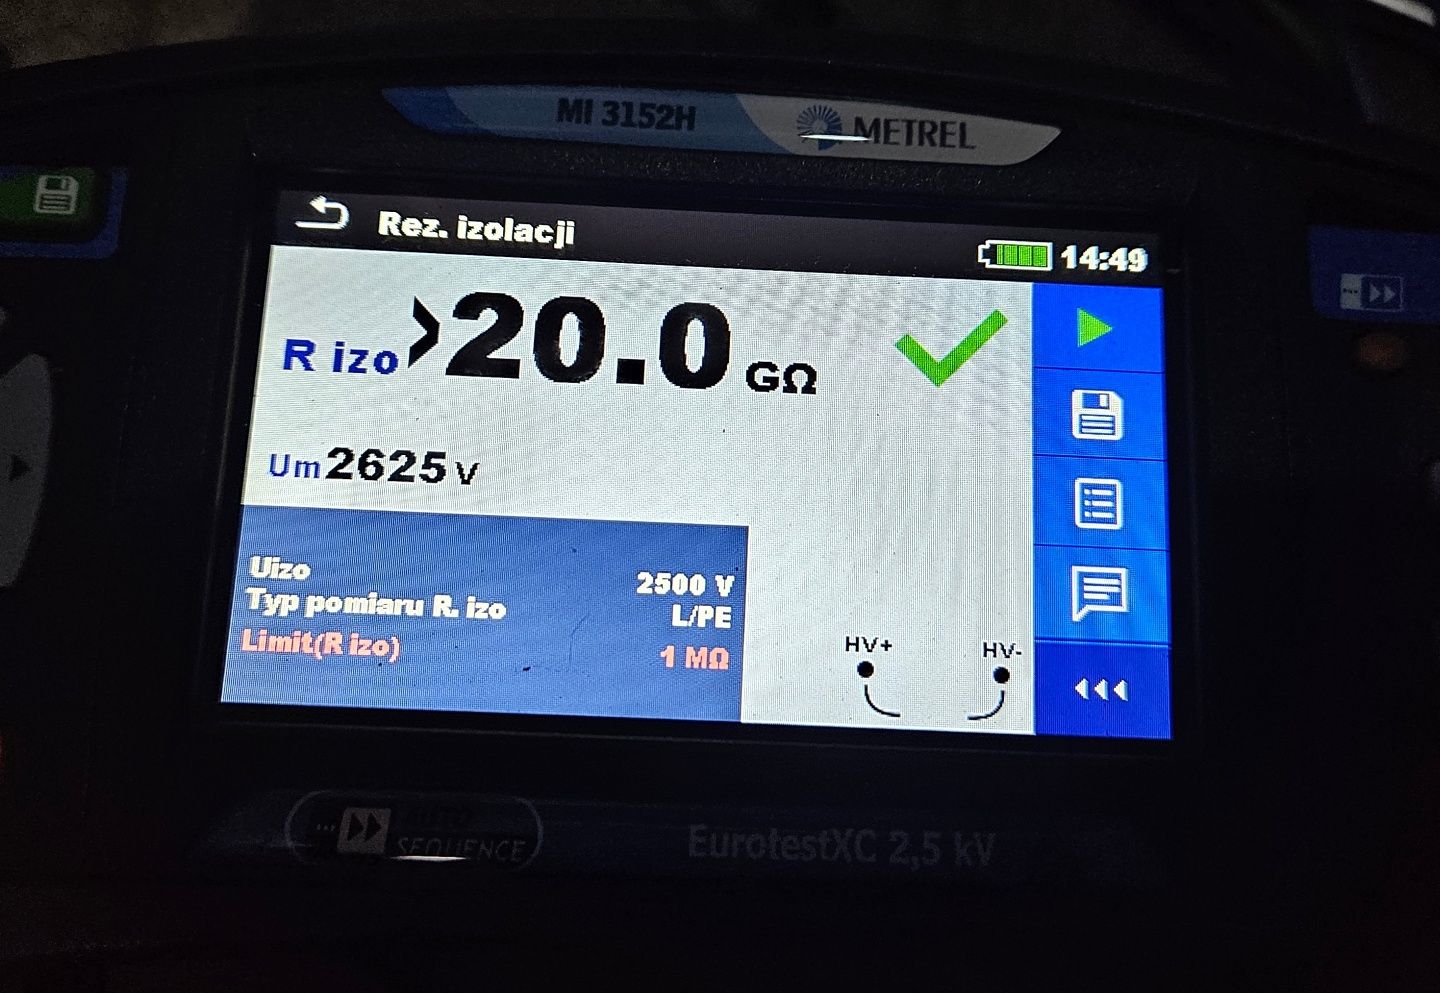 MI 3152H METREL
Rez. izolacji 14:49
R izo >20.0 GΩ
Um 2625 V
Uizo 2500 V
Typ pomiaru R. izo L/PE
Limit(R izo) 1 MΩ
HV+ HV-
AUTO
SEQUENCE
EurotestXC 2,5 kV